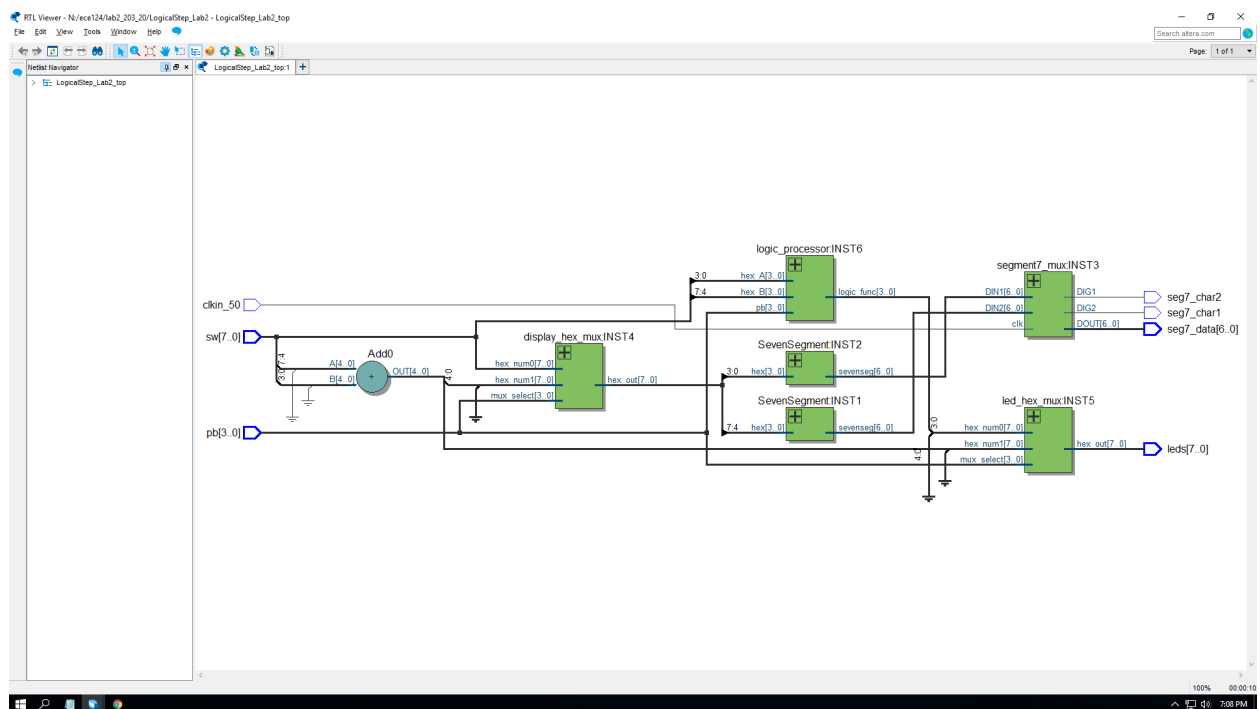 RTL Viewer - N:/ece124/lab2_203_20/LogicalStep_Lab2 - LogicalStep_Lab2_top
File Edit View Tools Window Help
Search altera.com
Page: 1 of 1
Netlist Navigator
LogicalStep_Lab2_top:1
LogicalStep_Lab2_top
logic_processor:INST6
3:0 hex_A[3..0]
7:4 hex_B[3..0] logic_func[3..0]
pb[3..0]
segment7_mux:INST3
DIN1[6..0] DIG1
DIN2[6..0] DIG2
clk DOUT[6..0]
seg7_char2
seg7_char1
seg7_data[6..0]
clkin_50
sw[7..0]
display_hex_mux:INST4
hex_num0[7..0]
hex_num1[7..0] hex_out[7..0]
mux_select[3..0]
Add0
7:4 A[4..0]
3:0 B[4..0]
OUT[4..0]
4:0
SevenSegment:INST2
3:0 hex[3..0] sevenseg[6..0]
SevenSegment:INST1
7:4 hex[3..0] sevenseg[6..0]
led_hex_mux:INST5
3:0 hex_num0[7..0]
hex_num1[7..0] hex_out[7..0]
4:0 mux_select[3..0]
pb[3..0]
leds[7..0]
100% 00:00:10
7:08 PM